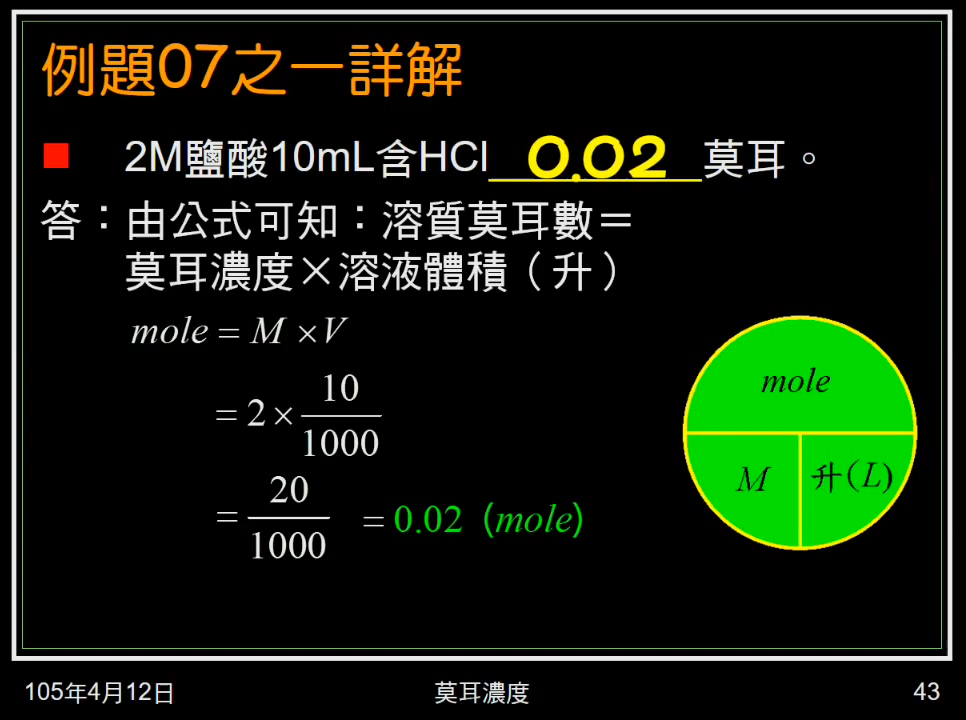 例題07之一詳解
■ 2M鹽酸10mL含HCl 0.02 莫耳。
答：由公式可知：溶質莫耳數＝
莫耳濃度×溶液體積（升）
mole = M × V
= 2 × 10/1000
= 20/1000 = 0.02 (mole)
mole
M 升(L)
105年4月12日 莫耳濃度 43